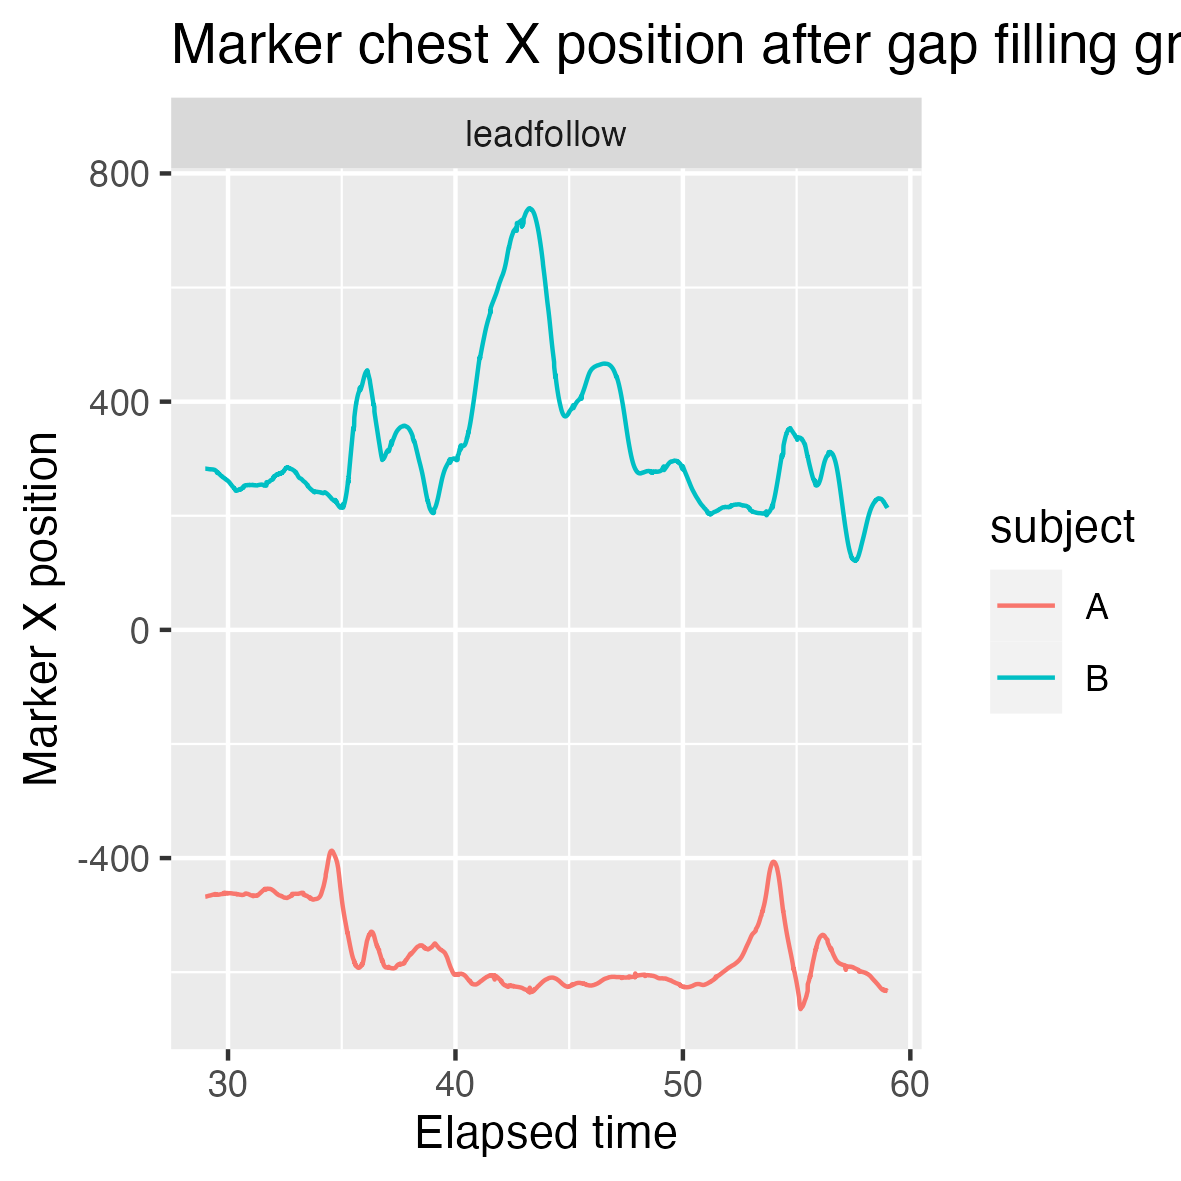 Marker chest X position after gap filling gr
leadfollow
800
400
0
-400
Marker X position
30 40 50 60
Elapsed time
subject
A
B